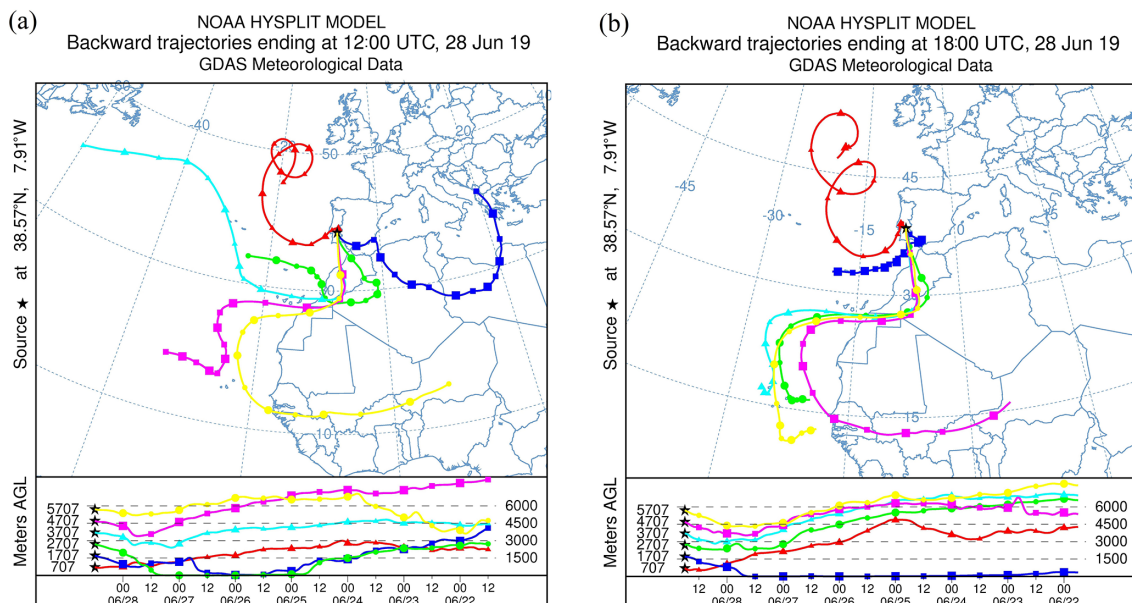 (a)
NOAA HYSPLIT MODEL
Backward trajectories ending at 12:00 UTC, 28 Jun 19
GDAS Meteorological Data
Source ★ at 38.57°N, 7.91°W
40
-40
20
50
10
Meters AGL
5707
4707
3707
2707
1707
707
6000
4500
3000
1500
00 12 00 12 00 12 00 12 00 12 00 12 00 12
06/28 06/27 06/26 06/25 06/24 06/23 06/22
(b)
NOAA HYSPLIT MODEL
Backward trajectories ending at 18:00 UTC, 28 Jun 19
GDAS Meteorological Data
Source ★ at 38.57°N, 7.91°W
-45
-30
-15
0
45
35
15
Meters AGL
5707
4707
3707
2707
1707
707
6000
4500
3000
1500
12 00 12 00 12 00 12 00 12 00 12 00 12 00
06/28 06/27 06/26 06/25 06/24 06/23 06/22